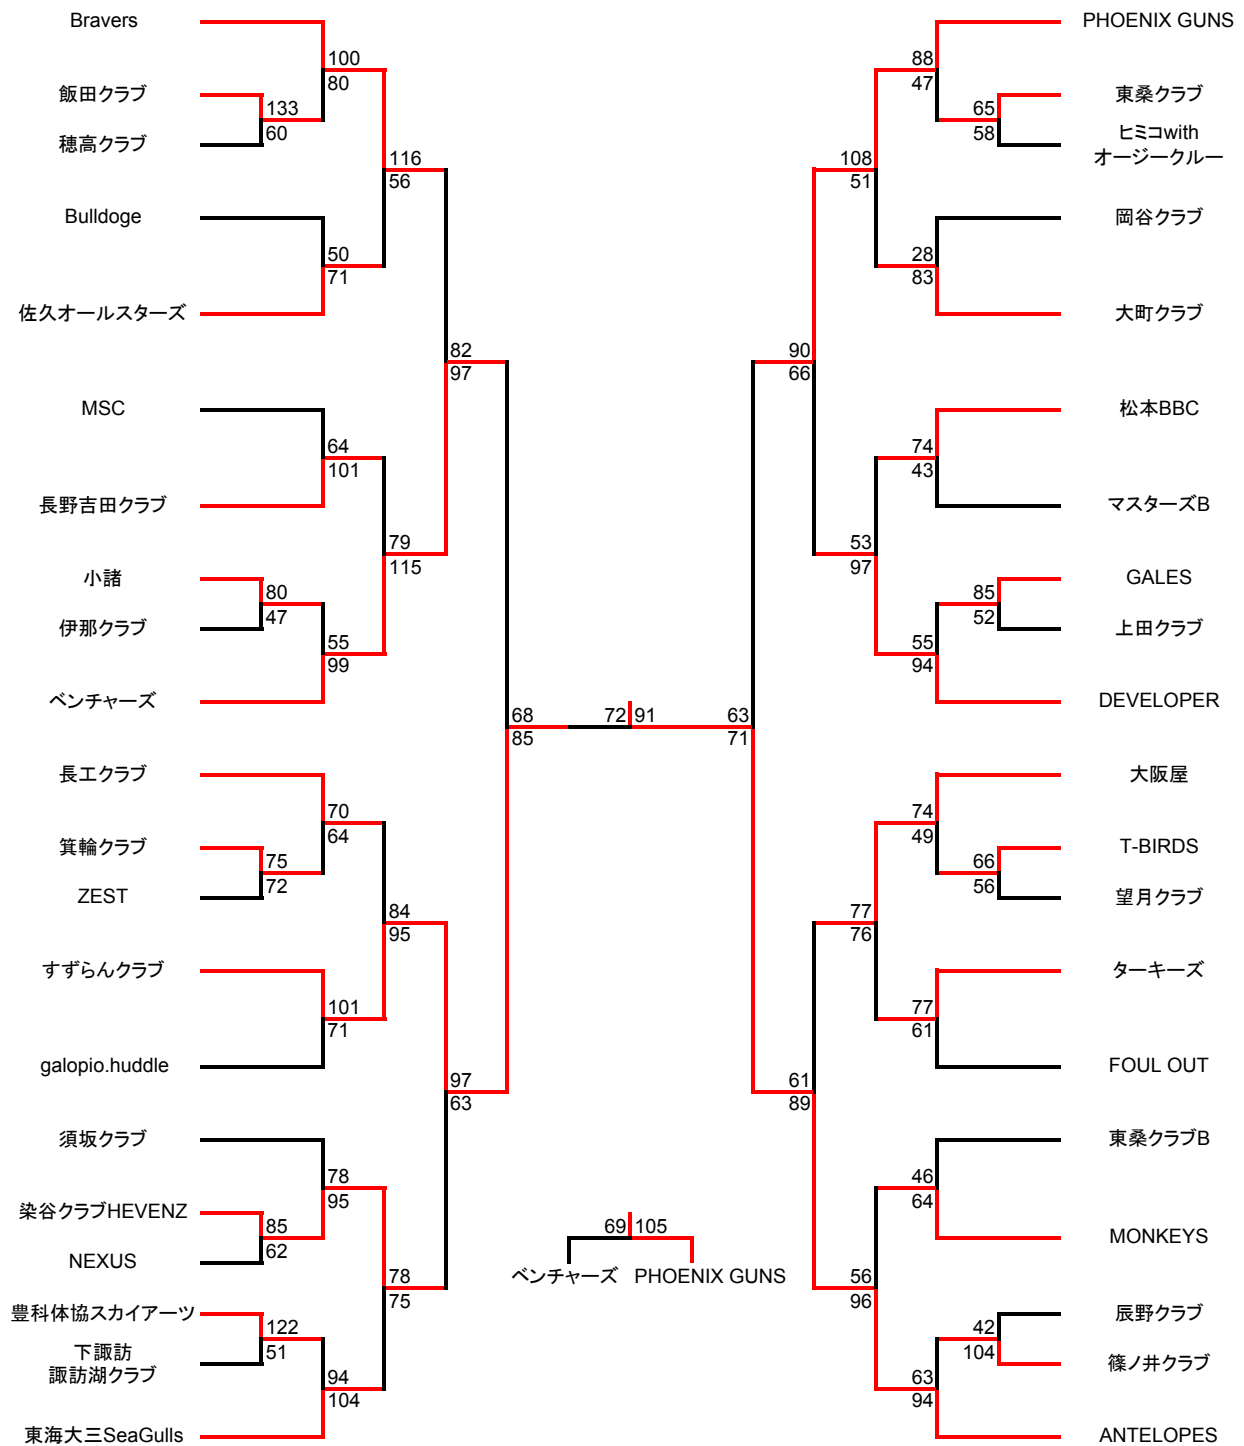 Bravers
100
80
飯田クラブ
133
60
穂高クラブ
116
56
Bulldoge
50
71
佐久オールスターズ
82
97
MSC
64
101
長野吉田クラブ
79
115
小諸
80
47
伊那クラブ
55
99
ベンチャーズ
68
85
長工クラブ
70
64
箕輪クラブ
75
72
ZEST
84
95
すずらんクラブ
101
71
galopio.huddle
97
63
須坂クラブ
78
95
染谷クラブHEVENZ
85
62
NEXUS
78
75
豊科体協スカイアーツ
122
51
下諏訪
諏訪湖クラブ
94
104
東海大三SeaGulls
72 91
69 105
ベンチャーズ PHOENIX GUNS
PHOENIX GUNS
88
47
東桑クラブ
65
58
ヒミコwith
オージークルー
108
51
岡谷クラブ
28
83
大町クラブ
90
66
松本BBC
74
43
マスターズB
53
97
GALES
85
52
上田クラブ
55
94
DEVELOPER
63
71
大阪屋
74
49
T-BIRDS
66
56
望月クラブ
77
76
ターキーズ
77
61
FOUL OUT
61
89
東桑クラブB
46
64
MONKEYS
56
96
辰野クラブ
42
104
篠ノ井クラブ
63
94
ANTELOPES